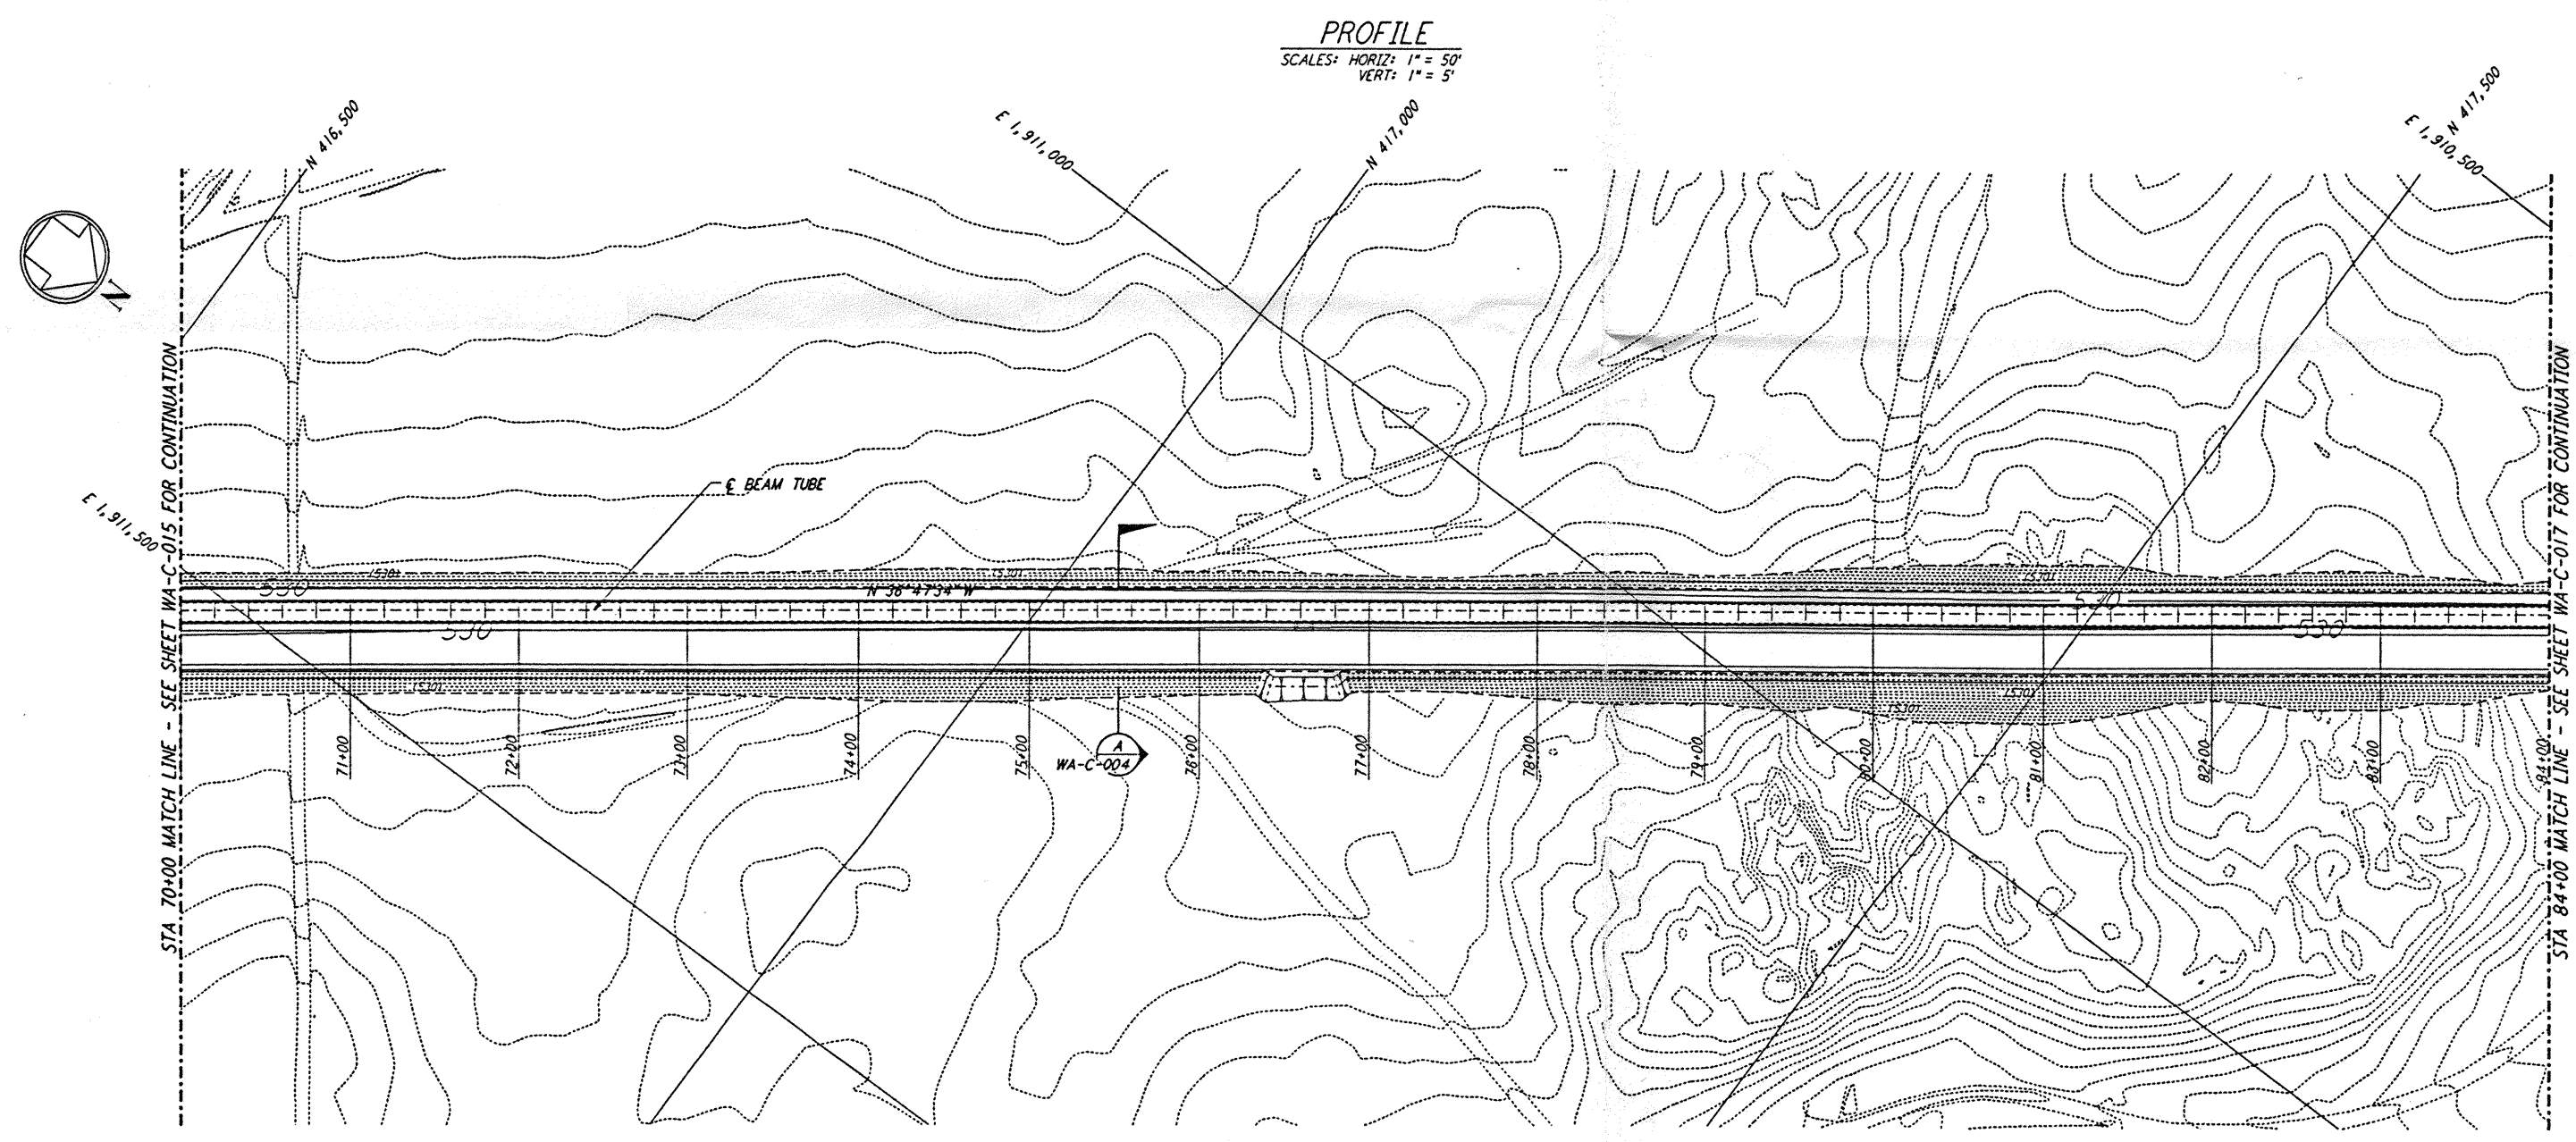 PROFILE
SCALES: HORIZ: 1" = 50'
VERT: 1" = 5'
N 416,500
E 1,911,000
N 417,000
N 417,500
E 1,910,500
N
STA 70+00 MATCH LINE - SEE SHEET WA-C-015 FOR CONTINUATION
E 1,911,500
℄ BEAM TUBE
530
N 36°47'34" W
530
530
530
71+00
72+00
73+00
74+00
75+00
76+00
77+00
78+00
79+00
80+00
81+00
82+00
83+00
84+00
A
WA-C-004
STA 84+00 MATCH LINE - SEE SHEET WA-C-017 FOR CONTINUATION